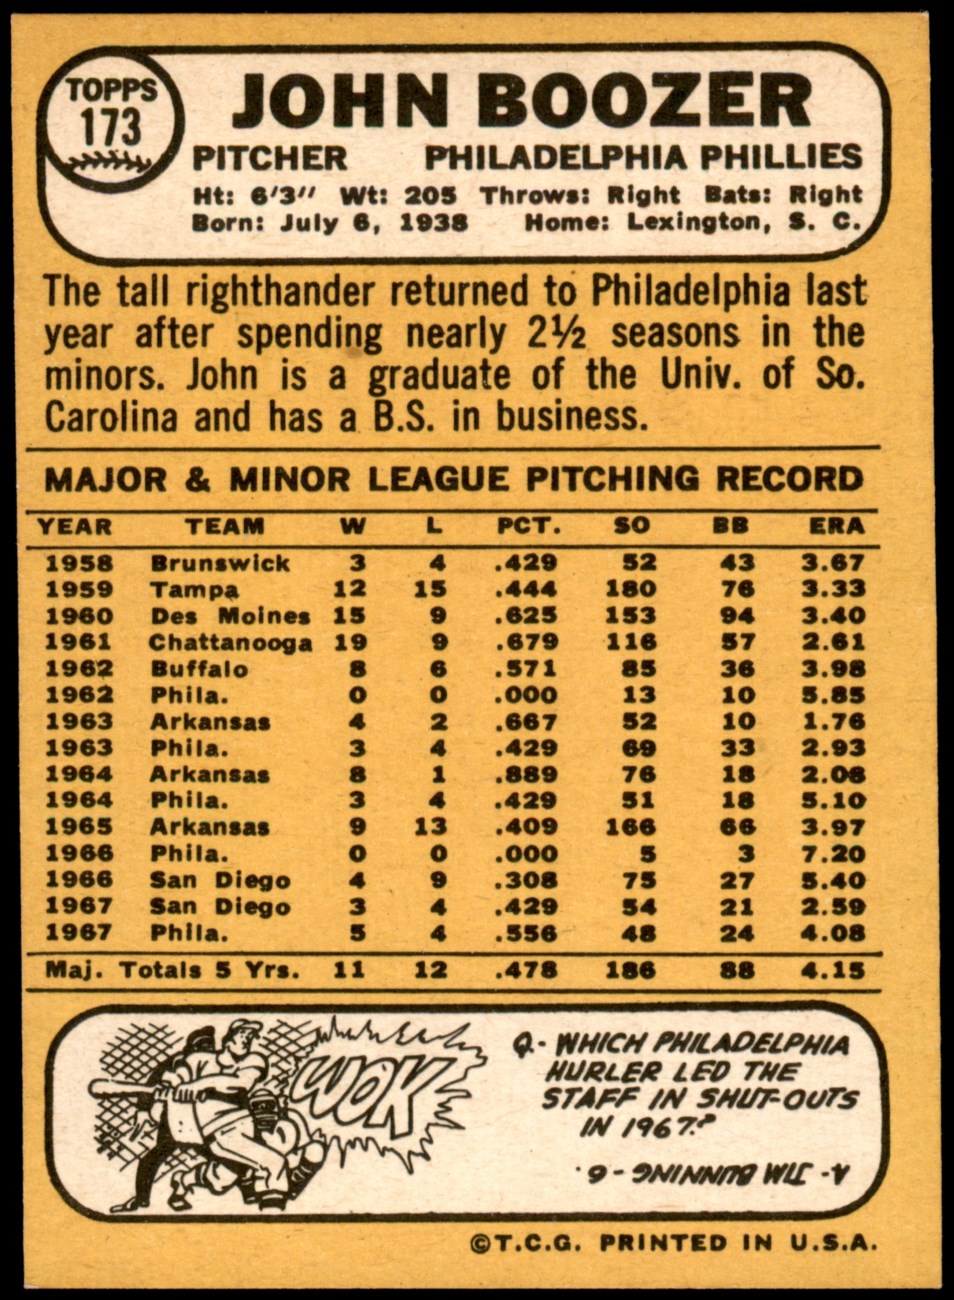 TOPPS
173
JOHN BOOZER
PITCHER PHILADELPHIA PHILLIES
Ht: 6'3" Wt: 205 Throws: Right Bats: Right
Born: July 6, 1938 Home: Lexington, S. C.
The tall righthander returned to Philadelphia last
year after spending nearly 2½ seasons in the
minors. John is a graduate of the Univ. of So.
Carolina and has a B.S. in business.
MAJOR & MINOR LEAGUE PITCHING RECORD
YEAR TEAM W L PCT. SO BB ERA
1958 Brunswick 3 4 .429 52 43 3.67
1959 Tampa 12 15 .444 180 76 3.33
1960 Des Moines 15 9 .625 153 94 3.40
1961 Chattanooga 19 9 .679 116 57 2.61
1962 Buffalo 8 6 .571 85 36 3.98
1962 Phila. 0 0 .000 13 10 5.85
1963 Arkansas 4 2 .667 52 10 1.76
1963 Phila. 3 4 .429 69 33 2.93
1964 Arkansas 8 1 .889 76 18 2.08
1964 Phila. 3 4 .429 51 18 5.10
1965 Arkansas 9 13 .409 166 66 3.97
1966 Phila. 0 0 .000 5 3 7.20
1966 San Diego 4 9 .308 75 27 5.40
1967 San Diego 3 4 .429 54 21 2.59
1967 Phila. 5 4 .556 48 24 4.08
Maj. Totals 5 Yrs. 11 12 .478 186 88 4.15
WOK
Q- WHICH PHILADELPHIA
HURLER LED THE
STAFF IN SHUT-OUTS
IN 1967?
A- JIM BUNNING - 6.
©T.C.G. PRINTED IN U.S.A.